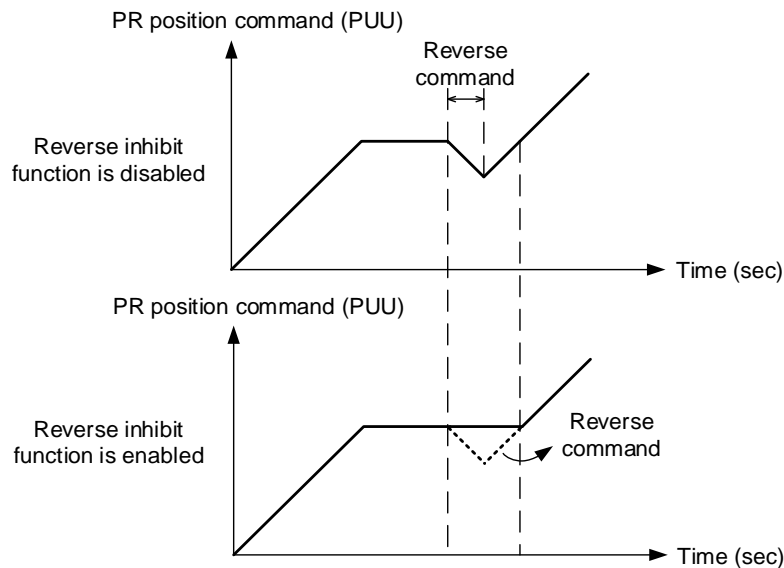 PR position command (PUU)
Reverse
command
Reverse inhibit
function is disabled
Time (sec)
PR position command (PUU)
Reverse inhibit
function is enabled
Reverse
command
Time (sec)